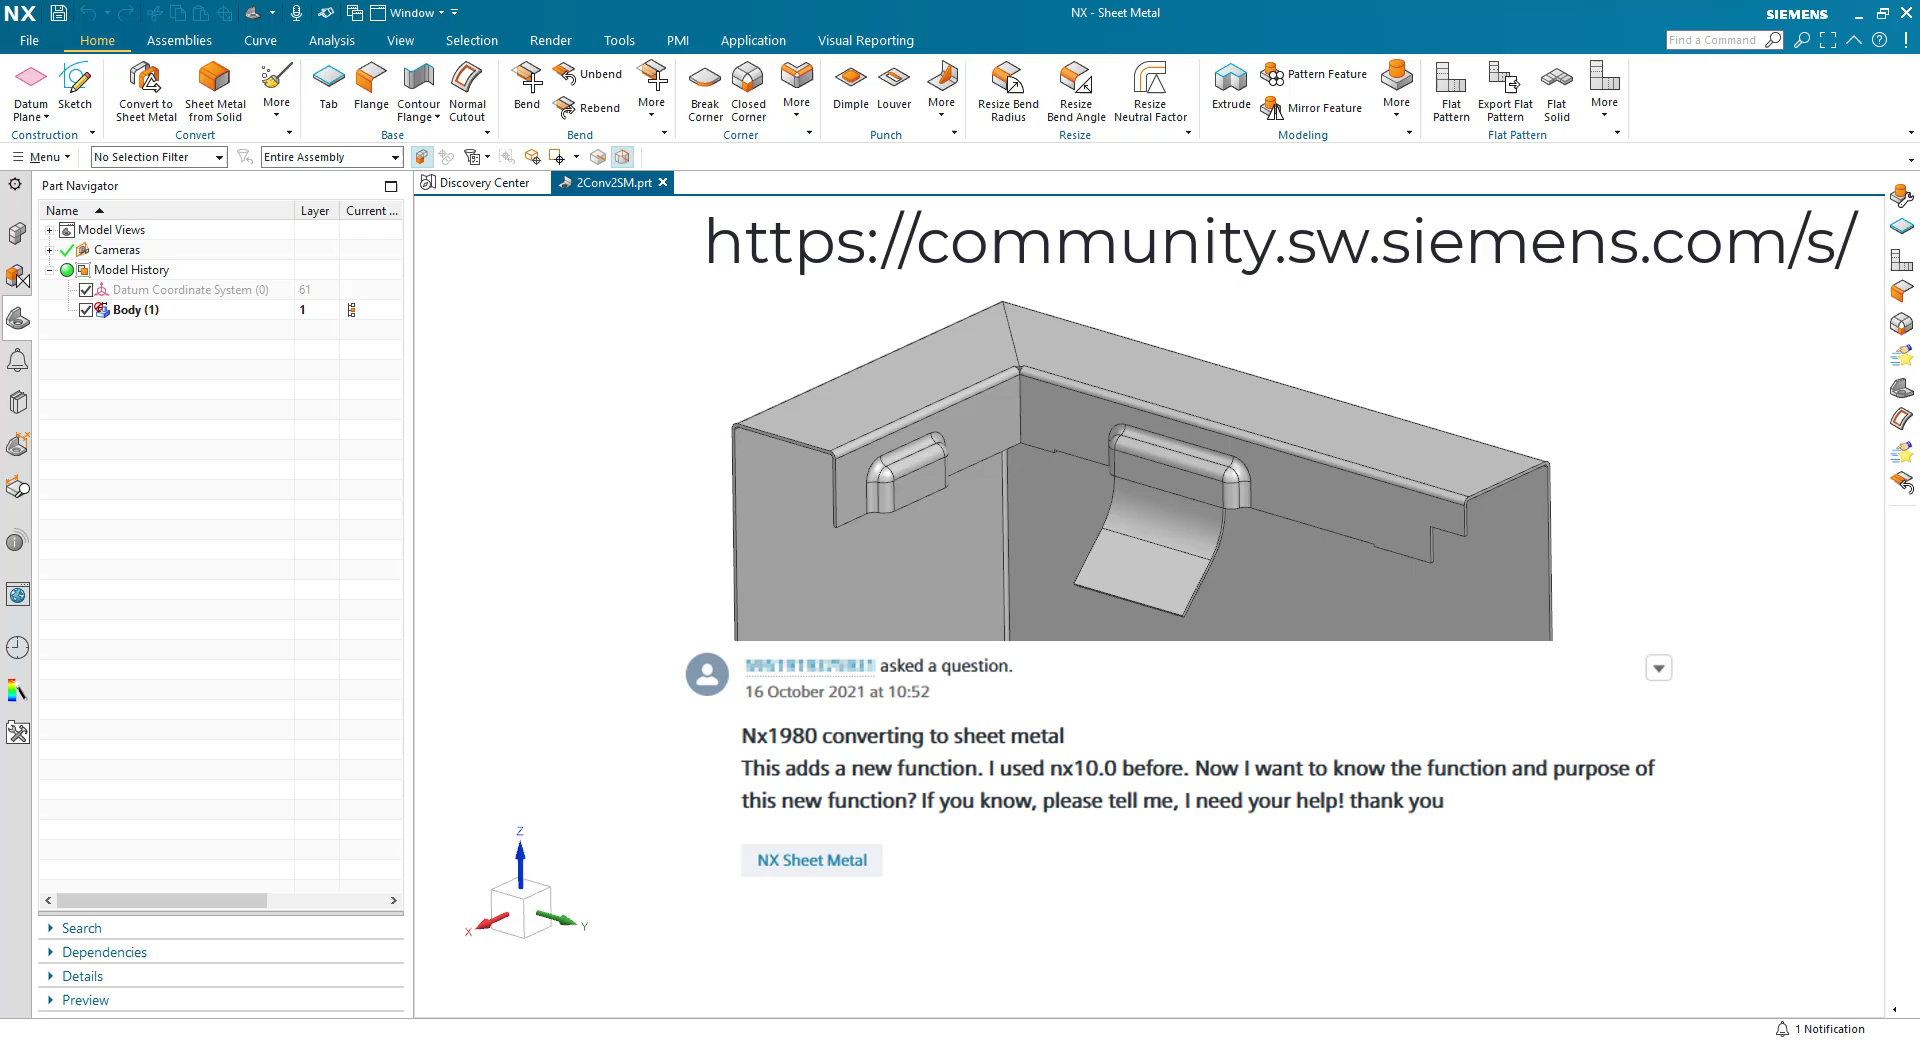 NX
Window
NX - Sheet Metal
SIEMENS
File
Home
Assemblies
Curve
Analysis
View
Selection
Render
Tools
PMI
Application
Visual Reporting
Find a Command
Datum
Plane
Sketch
Construction
Convert to
Sheet Metal
Sheet Metal
from Solid
More
Convert
Tab
Flange
Contour
Flange
Normal
Cutout
Base
Bend
Unbend
Rebend
More
Bend
Break
Corner
Closed
Corner
More
Corner
Dimple
Louver
More
Punch
Resize Bend
Radius
Resize
Bend Angle
Resize
Neutral Factor
Resize
Extrude
Pattern Feature
Mirror Feature
More
Modeling
Flat
Pattern
Export Flat
Pattern
Flat
Solid
More
Flat Pattern
Menu
No Selection Filter
Entire Assembly
Part Navigator
Discovery Center
2Conv2SM.prt
Name
Layer
Current ...
Model Views
Cameras
Model History
Datum Coordinate System (0)
61
Body (1)
1
https://community.sw.siemens.com/s/
asked a question.
16 October 2021 at 10:52
Nx1980 converting to sheet metal
This adds a new function. I used nx10.0 before. Now I want to know the function and purpose of
this new function? If you know, please tell me, I need your help! thank you
NX Sheet Metal
Z
X
Y
Search
Dependencies
Details
Preview
1 Notification